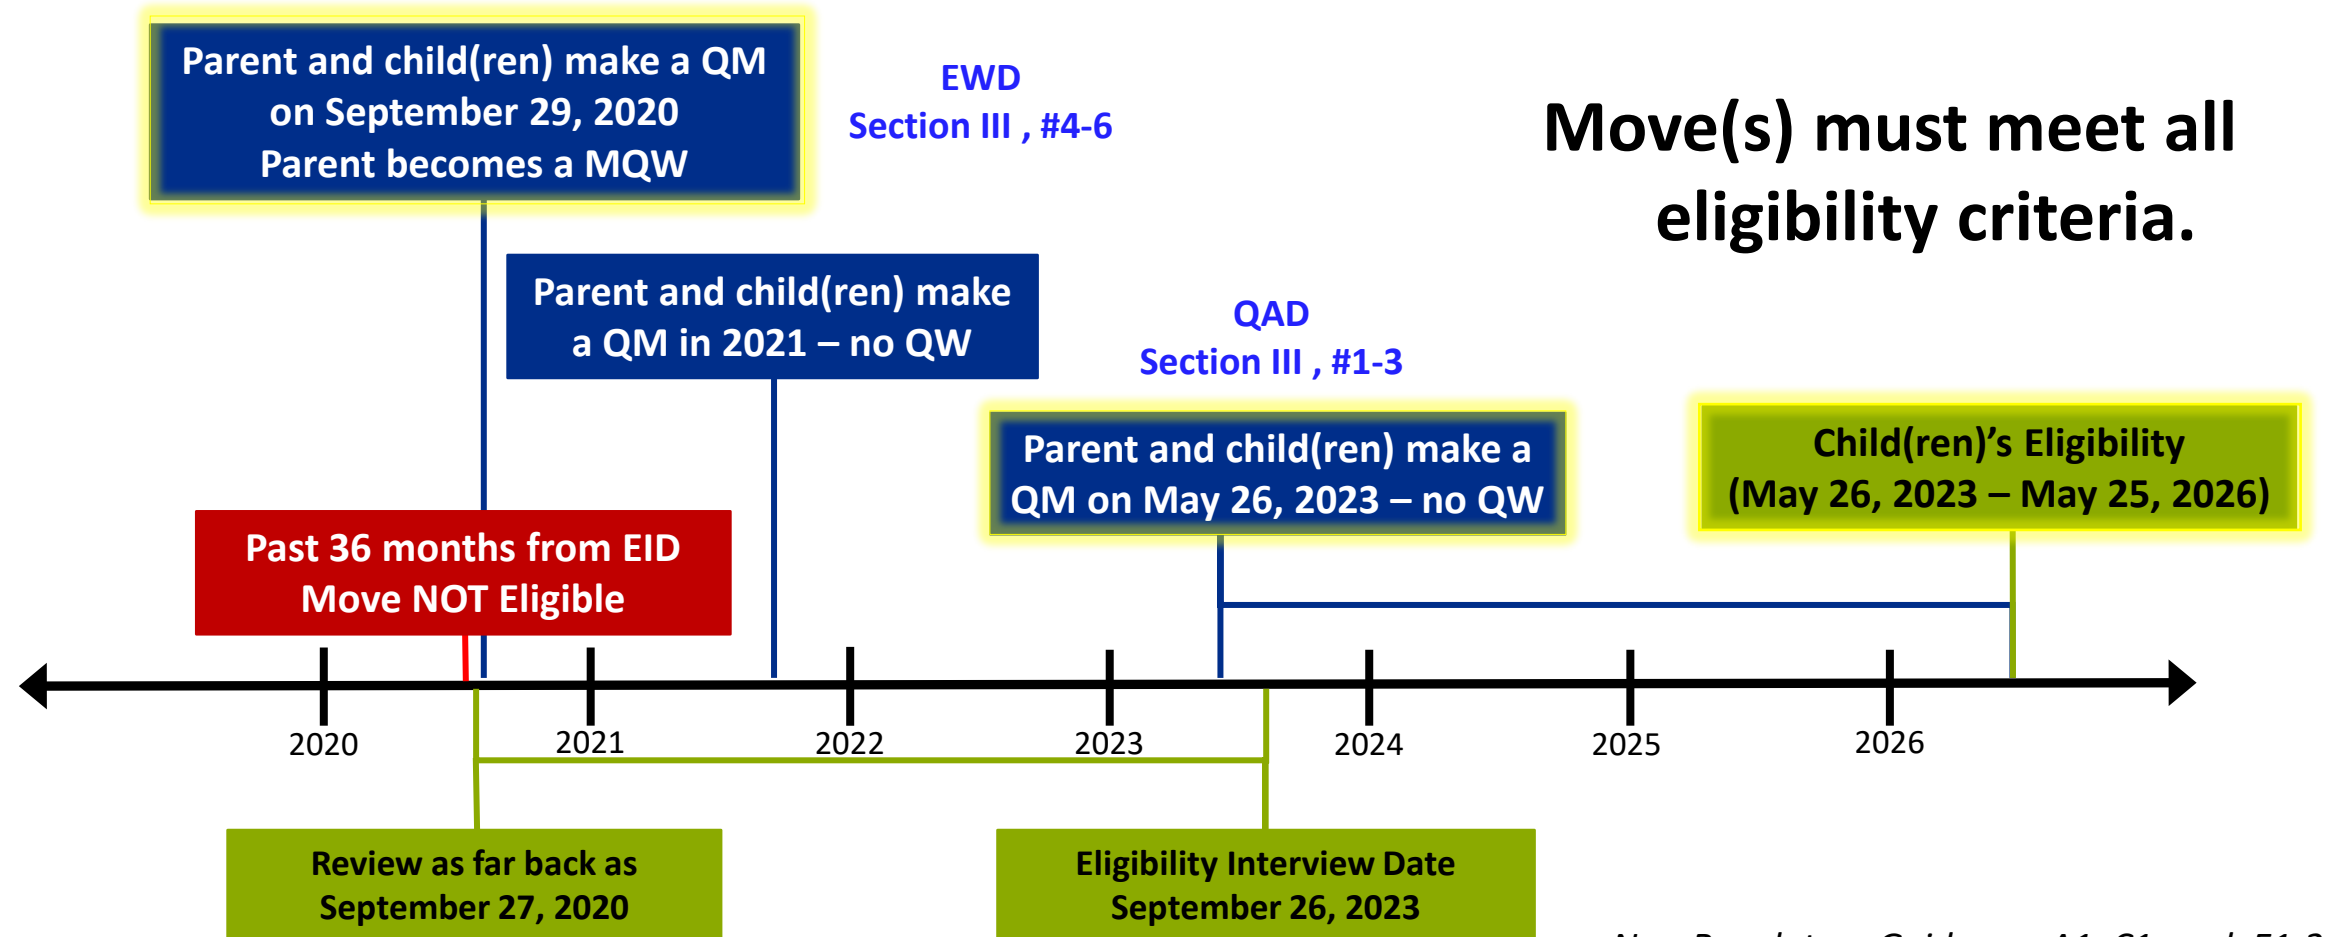 Parent and child(ren) make a QM
on September 29, 2020
Parent becomes a MQW
EWD
Section III , #4-6
Move(s) must meet all
eligibility criteria.
Parent and child(ren) make
a QM in 2021 – no QW
QAD
Section III , #1-3
Parent and child(ren) make a
QM on May 26, 2023 – no QW
Child(ren)'s Eligibility
(May 26, 2023 – May 25, 2026)
Past 36 months from EID
Move NOT Eligible
2020
2021
2022
2023
2024
2025
2026
Review as far back as
September 27, 2020
Eligibility Interview Date
September 26, 2023